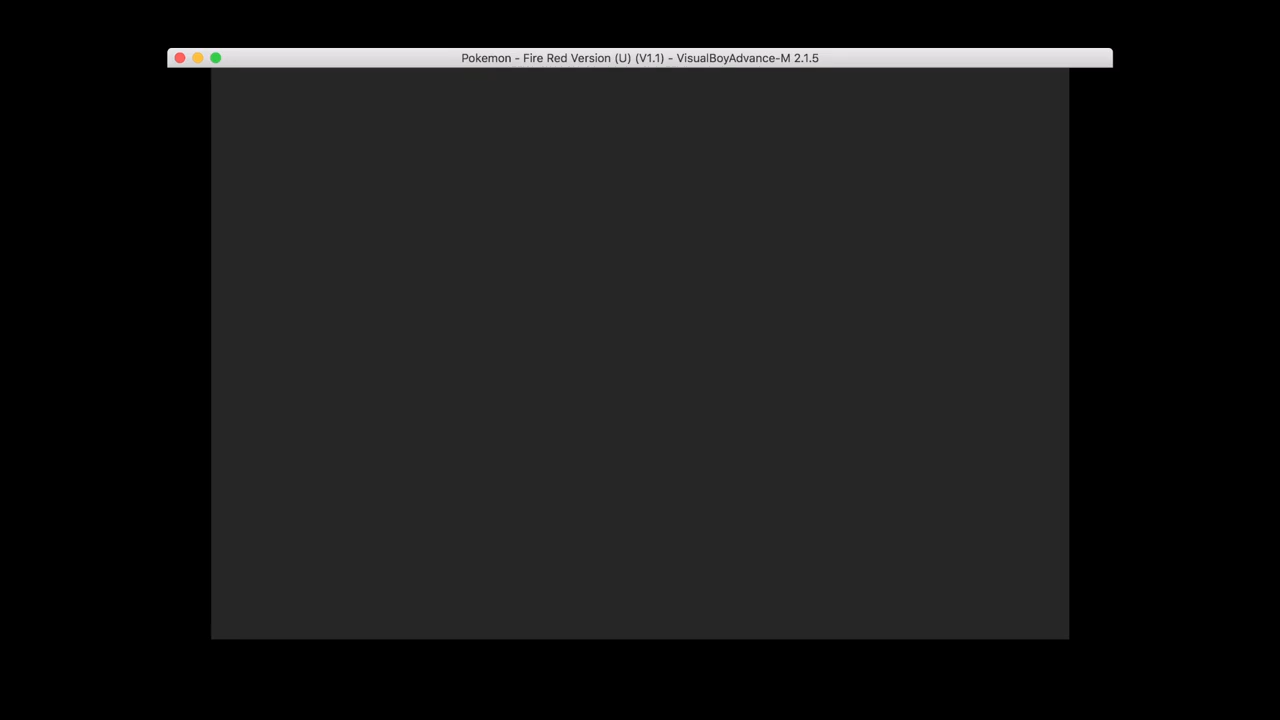 Pokemon - Fire Red Version (U) (V1.1) - VisualBoyAdvance-M 2.1.5